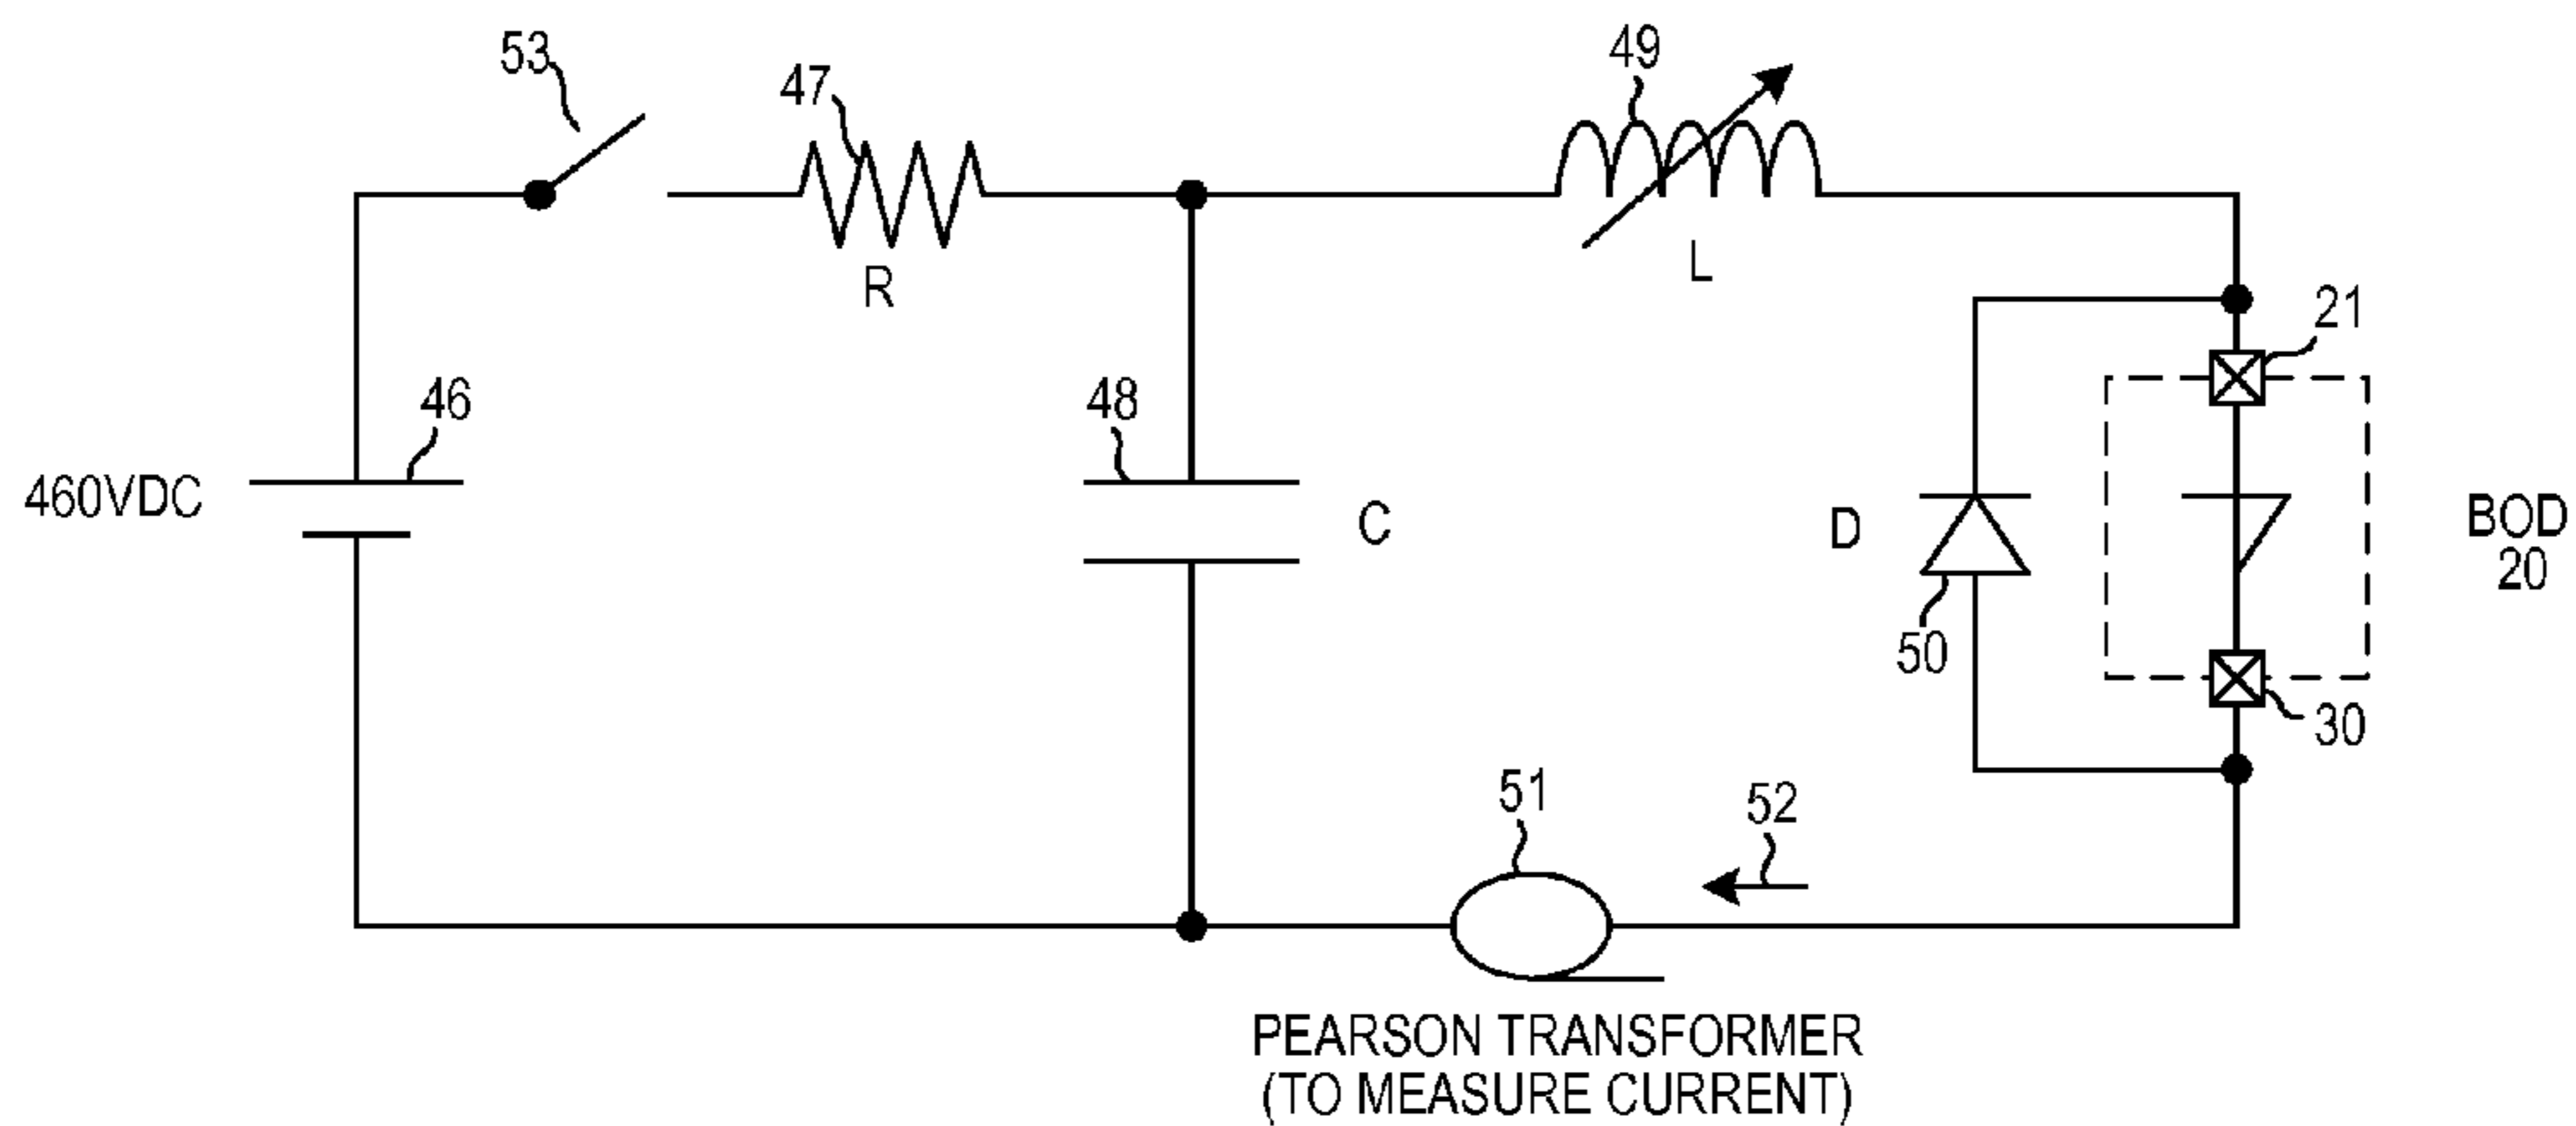 53
47
R
49
L
21
46
460VDC
48
C
D
BOD
20
50
30
51
52
PEARSON TRANSFORMER
(TO MEASURE CURRENT)